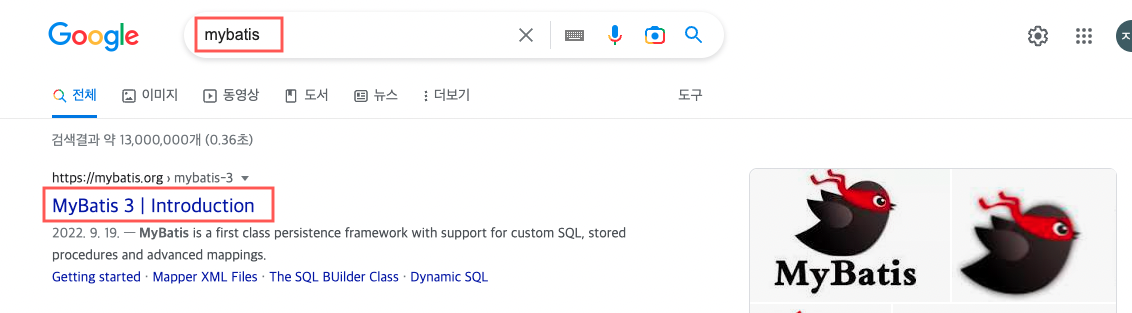 Google
mybatis
전체 이미지 동영상 도서 뉴스 더보기 도구
검색결과 약 13,000,000개 (0.36초)
https://mybatis.org › mybatis-3
MyBatis 3 | Introduction
2022. 9. 19. — MyBatis is a first class persistence framework with support for custom SQL, stored
procedures and advanced mappings.
Getting started · Mapper XML Files · The SQL BUilder Class · Dynamic SQL
MyBatis
ㅈ